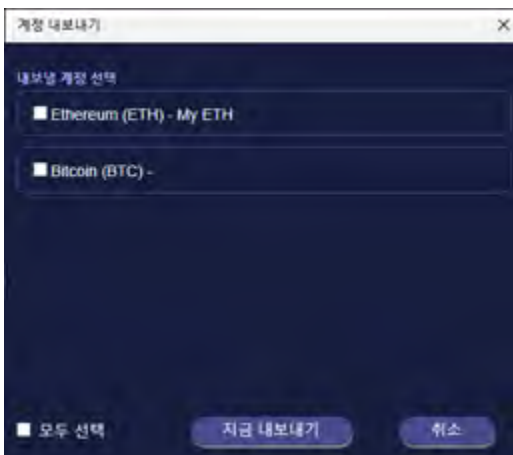 계정 내보내기
내보낼 계정 선택
Ethereum (ETH) - My ETH
Bitcoin (BTC) -
모두 선택 지금 내보내기 취소